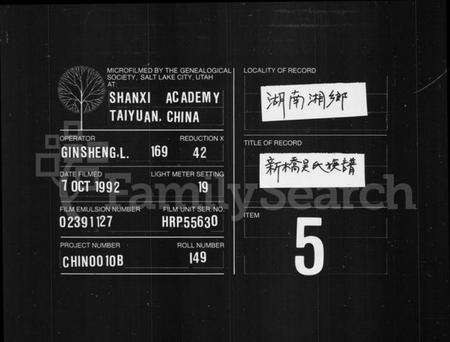 MICROFILMED BY THE GENEALOGICAL
SOCIETY, SALT LAKE CITY, UTAH
AT
SHANXI ACADEMY
TAIYUAN. CHINA
OPERATOR
REDUCTION X
GINSHENG.L. 169 42
DATE FILMED
LIGHT METER SETTING
7 OCT 1992 19
FILM EMULSION NUMBER
FILM UNIT SER. NO.
02391127 HRP55630
PROJECT NUMBER
ROLL NUMBER
CHINO010B 149
LOCALITY OF RECORD
湖南湘鄉
TITLE OF RECORD
新橋吴氏族譜
ITEM
5
FamilySearch